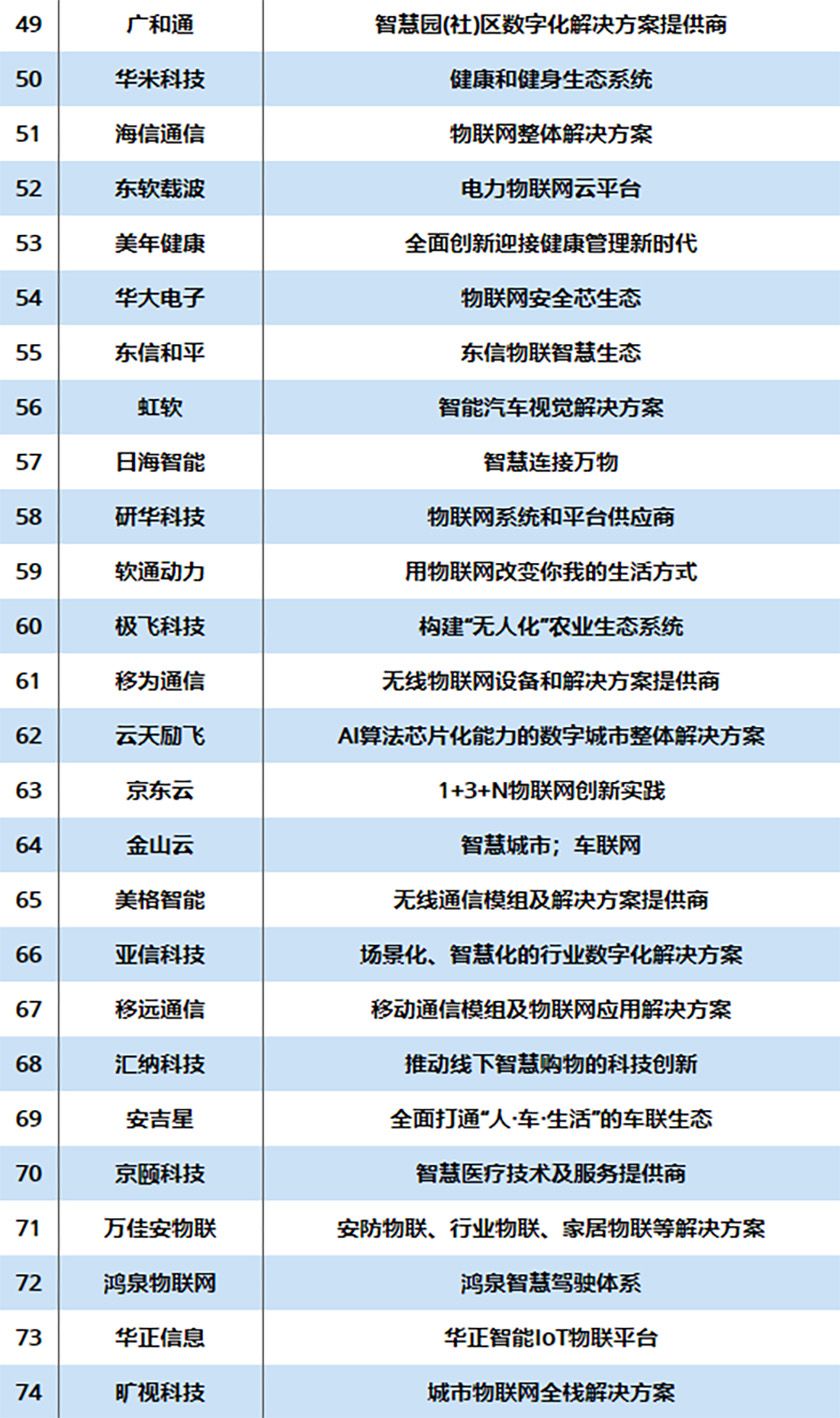 49 广和通 智慧园(社)区数字化解决方案提供商
50 华米科技 健康和健身生态系统
51 海信通信 物联网整体解决方案
52 东软载波 电力物联网云平台
53 美年健康 全面创新迎接健康管理新时代
54 华大电子 物联网安全芯生态
55 东信和平 东信物联智慧生态
56 虹软 智能汽车视觉解决方案
57 日海智能 智慧连接万物
58 研华科技 物联网系统和平台供应商
59 软通动力 用物联网改变你我的生活方式
60 极飞科技 构建“无人化”农业生态系统
61 移为通信 无线物联网设备和解决方案提供商
62 云天励飞 AI算法芯片化能力的数字城市整体解决方案
63 京东云 1+3+N物联网创新实践
64 金山云 智慧城市；车联网
65 美格智能 无线通信模组及解决方案提供商
66 亚信科技 场景化、智慧化的行业数字化解决方案
67 移远通信 移动通信模组及物联网应用解决方案
68 汇纳科技 推动线下智慧购物的科技创新
69 安吉星 全面打通“人·车·生活”的车联生态
70 京颐科技 智慧医疗技术及服务提供商
71 万佳安物联 安防物联、行业物联、家居物联等解决方案
72 鸿泉物联网 鸿泉智慧驾驶体系
73 华正信息 华正智能IoT物联平台
74 旷视科技 城市物联网全栈解决方案